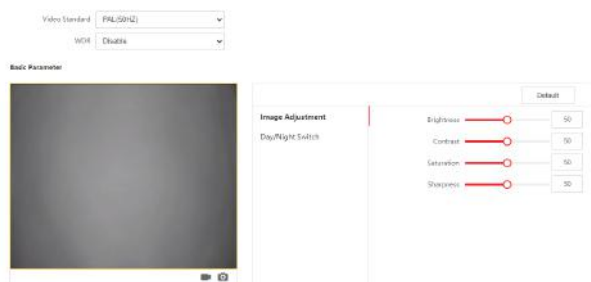 Video Standard PAL(50HZ)
WDR Disable
Basic Parameter
Default
Image Adjustment
Day/Night Switch
Brightness 50
Contrast 50
Saturation 50
Sharpness 50